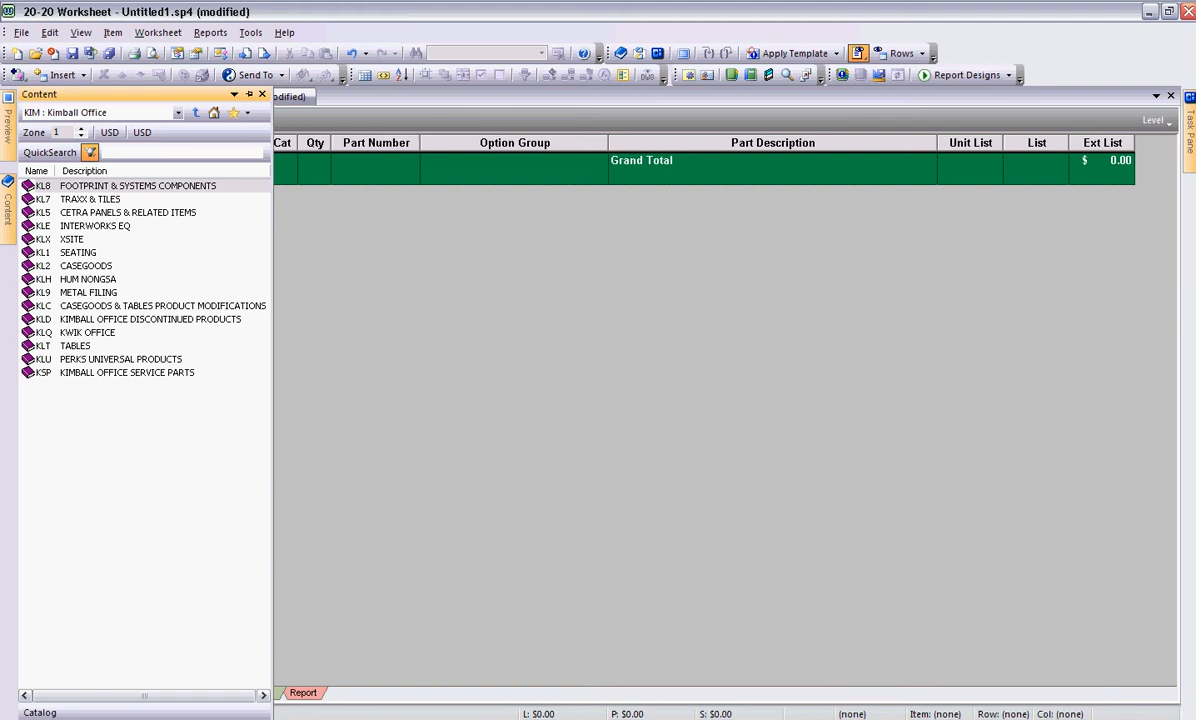 20-20 Worksheet - Untitled1.sp4 (modified)
File Edit View Item Worksheet Reports Tools Help
Apply Template Rows
Insert Send To Report Designs
Content
odified)
KIM : Kimball Office
Level
Zone 1 USD USD
QuickSearch
Cat Qty Part Number Option Group Part Description Unit List List Ext List
Grand Total $ 0.00
Name Description
KL8 FOOTPRINT & SYSTEMS COMPONENTS
KL7 TRAXX & TILES
KL5 CETRA PANELS & RELATED ITEMS
KLE INTERWORKS EQ
KLX XSITE
KL1 SEATING
KL2 CASEGOODS
KLH HUM NONGSA
KL9 METAL FILING
KLC CASEGOODS & TABLES PRODUCT MODIFICATIONS
KLD KIMBALL OFFICE DISCONTINUED PRODUCTS
KLQ KWIK OFFICE
KLT TABLES
KLU PERKS UNIVERSAL PRODUCTS
KSP KIMBALL OFFICE SERVICE PARTS
Preview
Content
Task Pane
Report
Catalog
L: $0.00 P: $0.00 S: $0.00 (none) Item: (none) Row: (none) Col: (none)